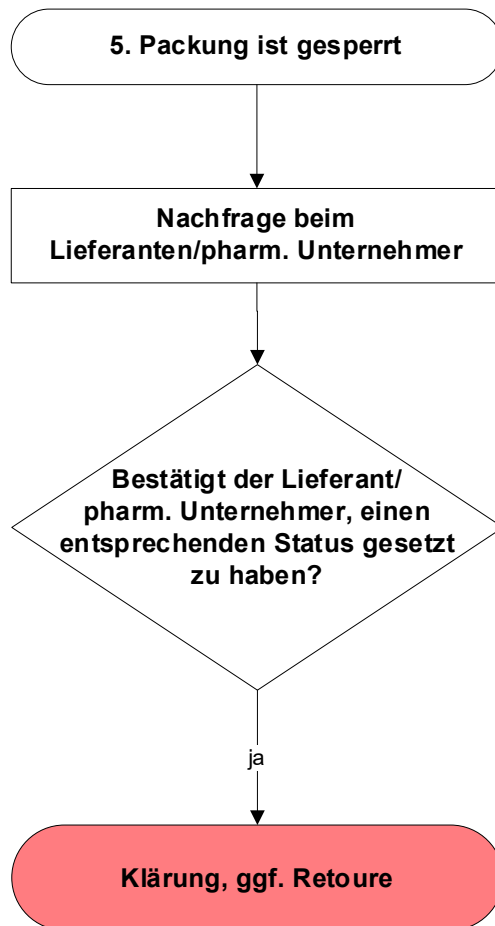 5. Packung ist gesperrt
Nachfrage beim
Lieferanten/pharm. Unternehmer
Bestätigt der Lieferant/
pharm. Unternehmer, einen
entsprechenden Status gesetzt
zu haben?
ja
Klärung, ggf. Retoure